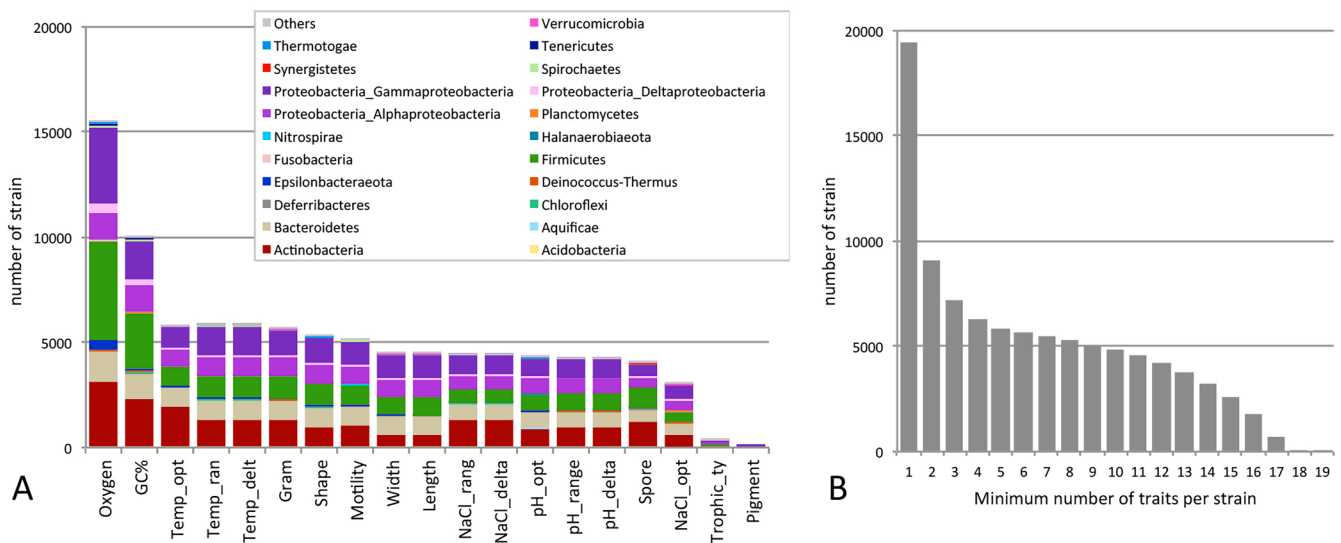 20000
15000
10000
5000
0
number of strain
Others
Verrucomicrobia
Thermotogae
Tenericutes
Synergistetes
Spirochaetes
Proteobacteria_Gammaproteobacteria
Proteobacteria_Deltaproteobacteria
Proteobacteria_Alphaproteobacteria
Planctomycetes
Nitrospirae
Halanaerobiaeota
Fusobacteria
Firmicutes
Epsilonbacteraeota
Deinococcus-Thermus
Deferribacteres
Chloroflexi
Bacteroidetes
Aquificae
Actinobacteria
Acidobacteria
Oxygen
GC%
Temp_opt
Temp_ran
Temp_delt
Gram
Shape
Motility
Width
Length
NaCl_rang
NaCl_delta
pH_opt
pH_range
pH_delta
Spore
NaCl_opt
Trophic_ty
Pigment
A
20000
15000
10000
5000
0
number of strain
1 2 3 4 5 6 7 8 9 10 11 12 13 14 15 16 17 18 19
Minimum number of traits per strain
B